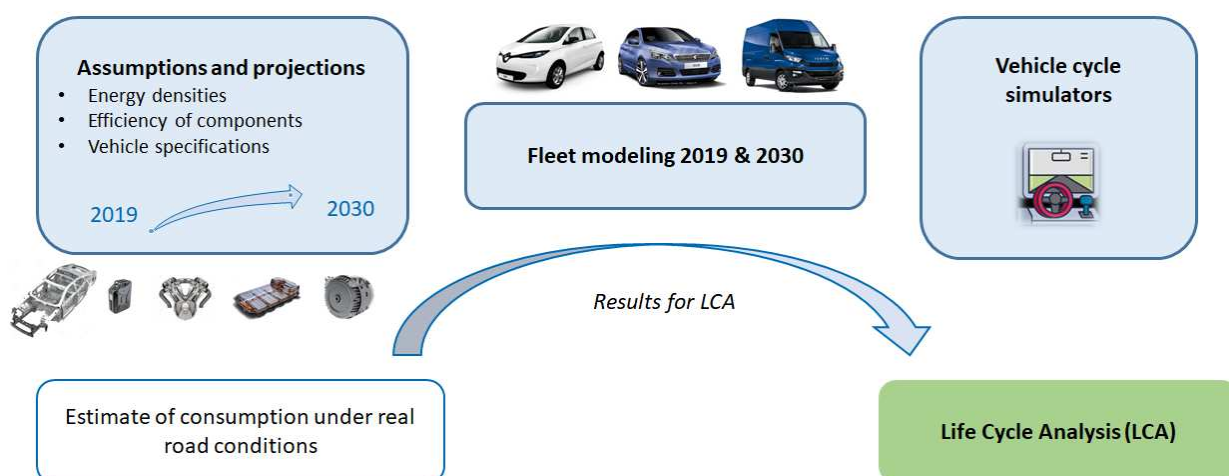 Assumptions and projections
• Energy densities
• Efficiency of components
• Vehicle specifications
2019
2030
Fleet modeling 2019 & 2030
Vehicle cycle
simulators
Results for LCA
Estimate of consumption under real
road conditions
Life Cycle Analysis (LCA)